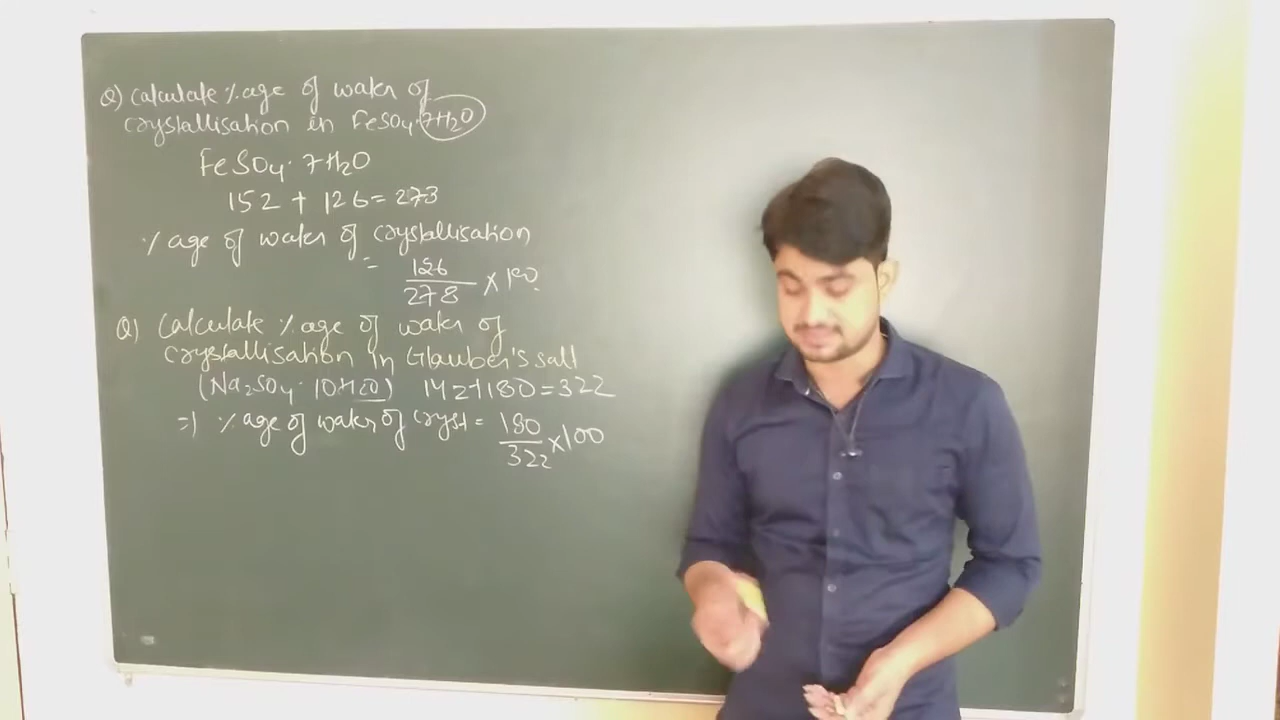 Q) Calculate %age of water of
crystallisation in FeSO4.7H2O
FeSO4. 7H2O
152 + 126 = 273
% age of water of crystallisation
= 126/278 × 100
Q) Calculate % age of water of
crystallisation in Glauber's salt
(Na2SO4. 10H2O) 142+180=322
=) % age of water of cryst = 180/322 ×100